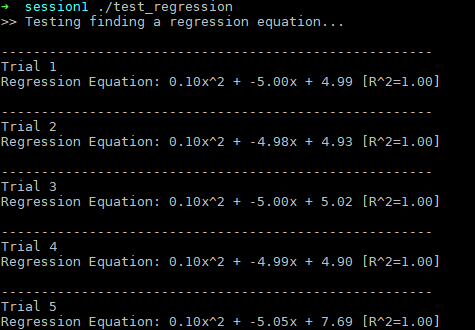 ➜ session1 ./test_regression
>> Testing finding a regression equation...
-----------------------------------------------------
Trial 1
Regression Equation: 0.10x^2 + -5.00x + 4.99 [R^2=1.00]
-----------------------------------------------------
Trial 2
Regression Equation: 0.10x^2 + -4.98x + 4.93 [R^2=1.00]
-----------------------------------------------------
Trial 3
Regression Equation: 0.10x^2 + -5.00x + 5.02 [R^2=1.00]
-----------------------------------------------------
Trial 4
Regression Equation: 0.10x^2 + -4.99x + 4.90 [R^2=1.00]
-----------------------------------------------------
Trial 5
Regression Equation: 0.10x^2 + -5.05x + 7.69 [R^2=1.00]